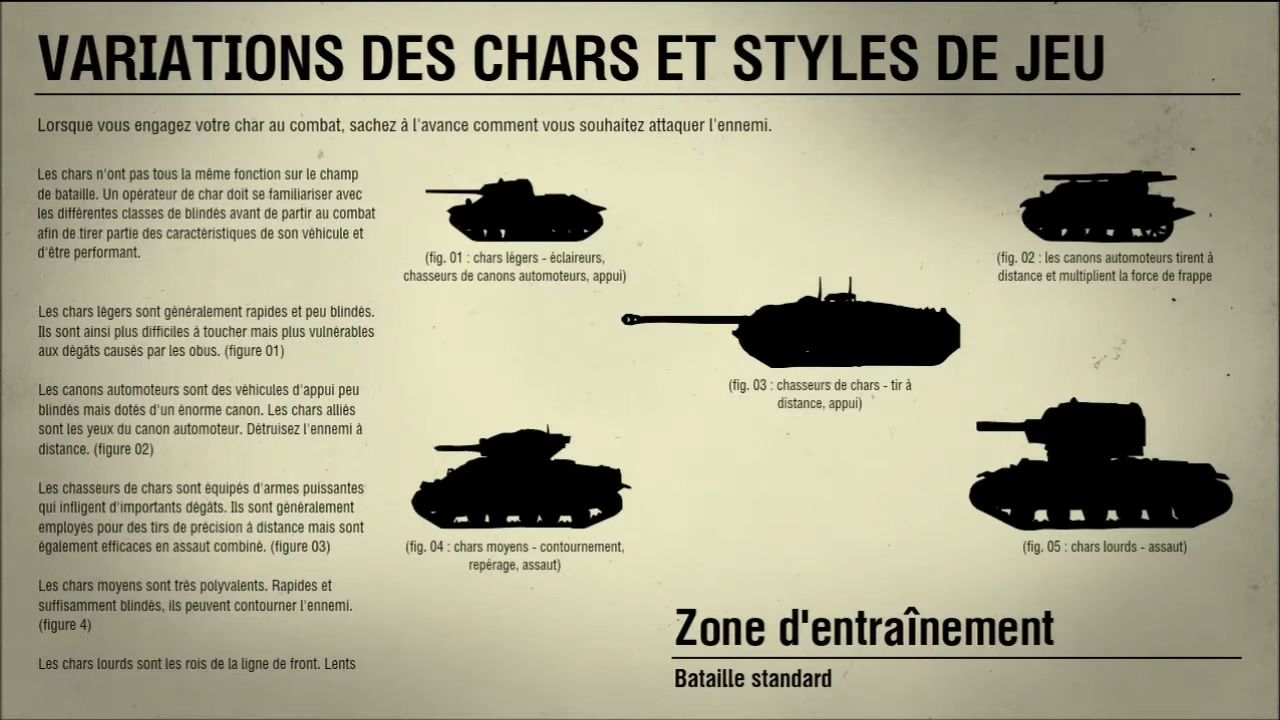 VARIATIONS DES CHARS ET STYLES DE JEU
Lorsque vous engagez votre char au combat, sachez à l'avance comment vous souhaitez attaquer l'ennemi.
Les chars n'ont pas tous la même fonction sur le champ
de bataille. Un opérateur de char doit se familiariser avec
les différentes classes de blindés avant de partir au combat
afin de tirer partie des caractéristiques de son véhicule et
d'être performant.
Les chars légers sont généralement rapides et peu blindés.
Ils sont ainsi plus difficiles à toucher mais plus vulnérables
aux dégâts causés par les obus. (figure 01)
Les canons automoteurs sont des véhicules d'appui peu
blindés mais dotés d'un énorme canon. Les chars alliés
sont les yeux du canon automoteur. Détruisez l'ennemi à
distance. (figure 02)
Les chasseurs de chars sont équipés d'armes puissantes
qui infligent d'importants dégâts. Ils sont généralement
employés pour des tirs de précision à distance mais sont
également efficaces en assaut combiné. (figure 03)
Les chars moyens sont très polyvalents. Rapides et
suffisamment blindés, ils peuvent contourner l'ennemi.
(figure 4)
Les chars lourds sont les rois de la ligne de front. Lents
(fig. 01 : chars légers - éclaireurs,
chasseurs de canons automoteurs, appui)
(fig. 02 : les canons automoteurs tirent à
distance et multiplient la force de frappe
(fig. 03 : chasseurs de chars - tir à
distance, appui)
(fig. 04 : chars moyens - contournement,
repérage, assaut)
(fig. 05 : chars lourds - assaut)
Zone d'entraînement
Bataille standard